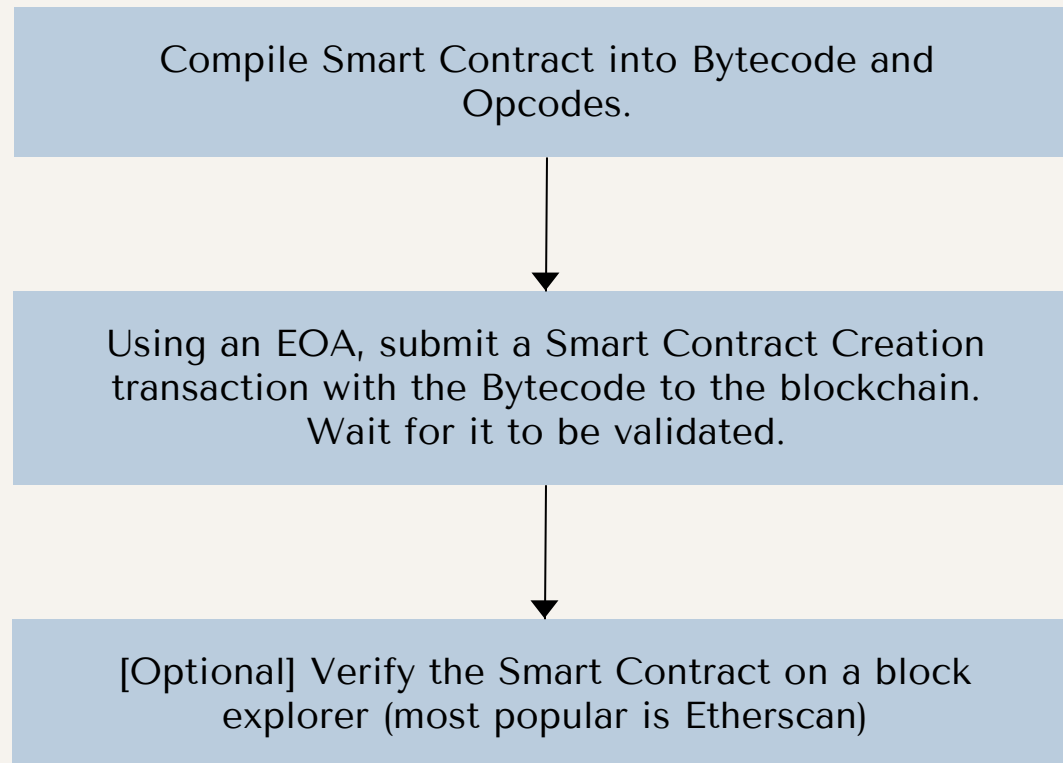 Compile Smart Contract into Bytecode and
Opcodes.
Using an EOA, submit a Smart Contract Creation
transaction with the Bytecode to the blockchain.
Wait for it to be validated.
[Optional] Verify the Smart Contract on a block
explorer (most popular is Etherscan)